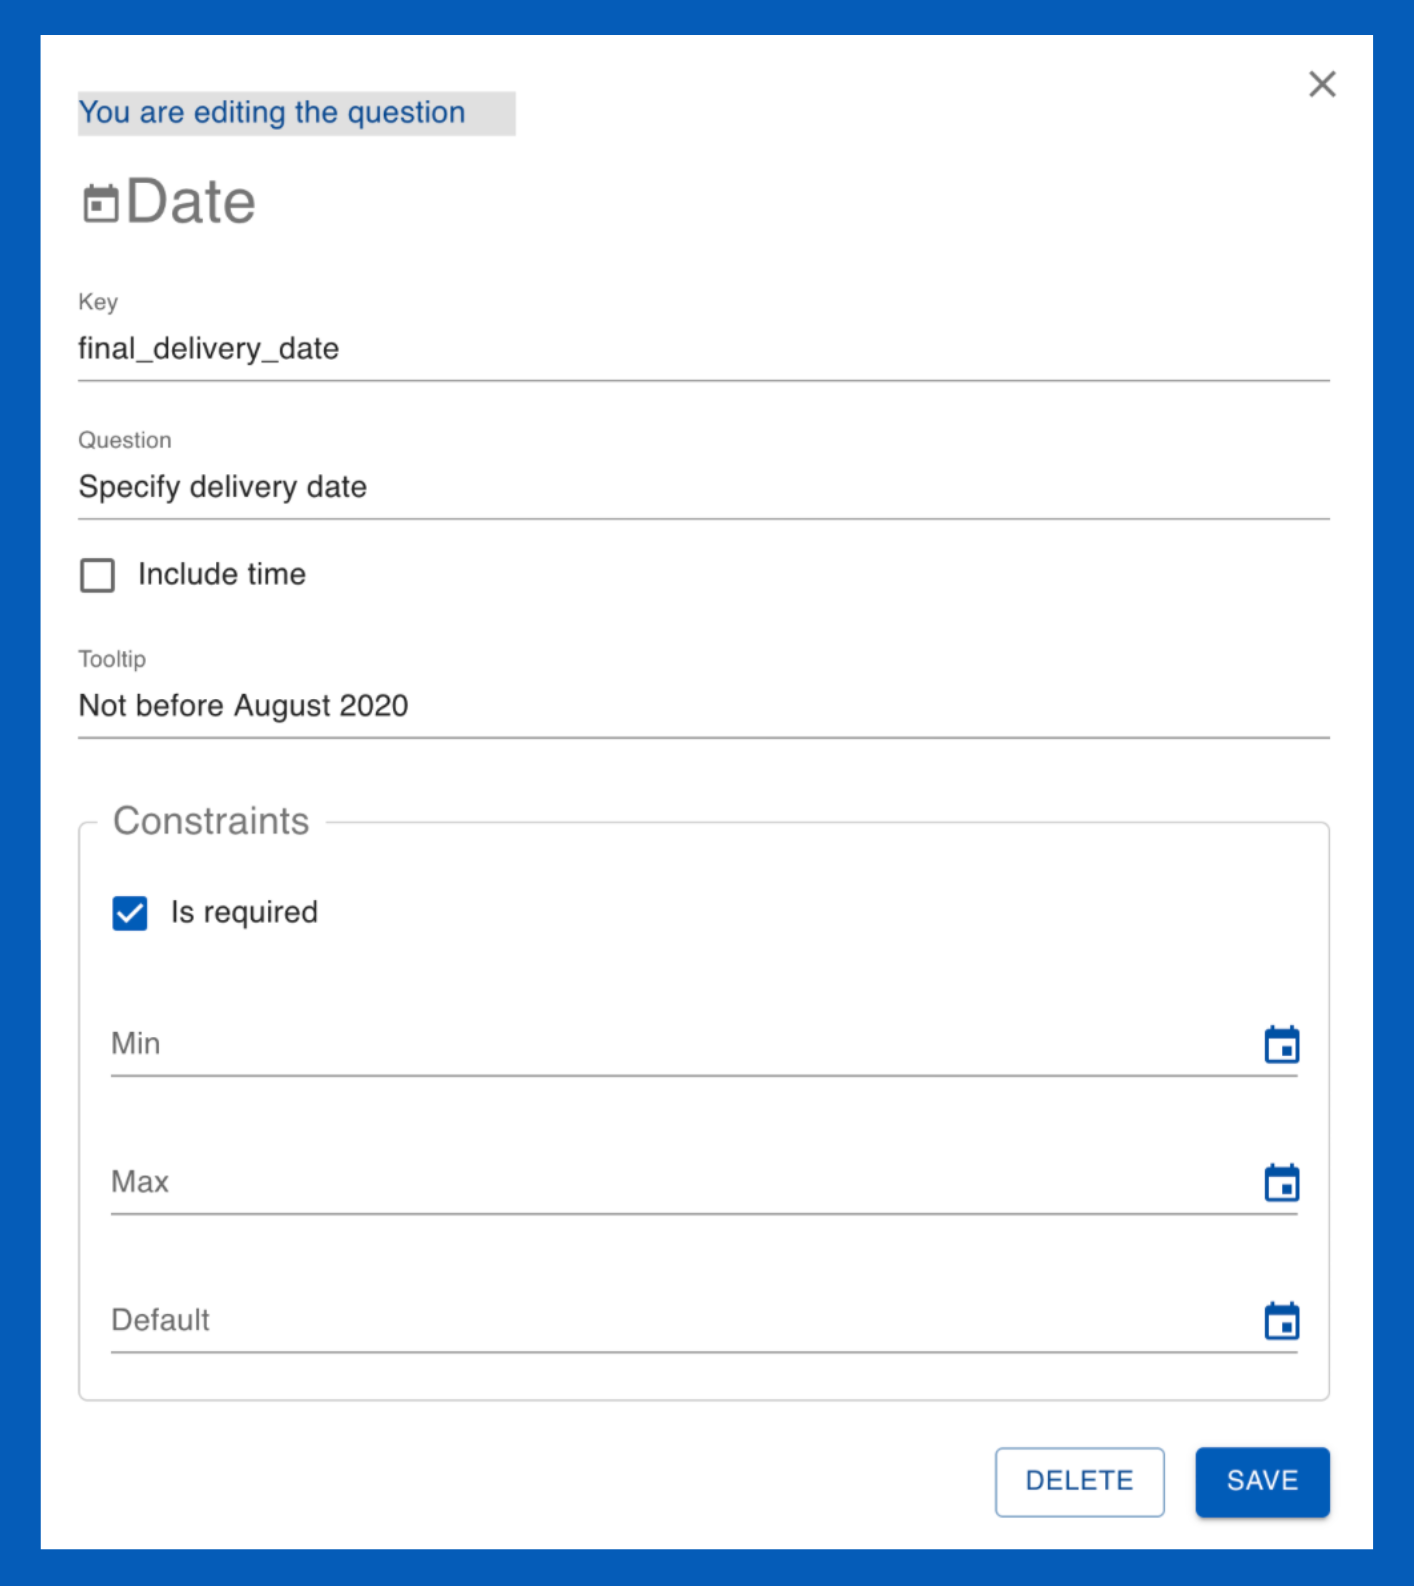 You are editing the question
Date
Key
final_delivery_date
Question
Specify delivery date
Include time
Tooltip
Not before August 2020
Constraints
Is required
Min
Max
Default
DELETE
SAVE